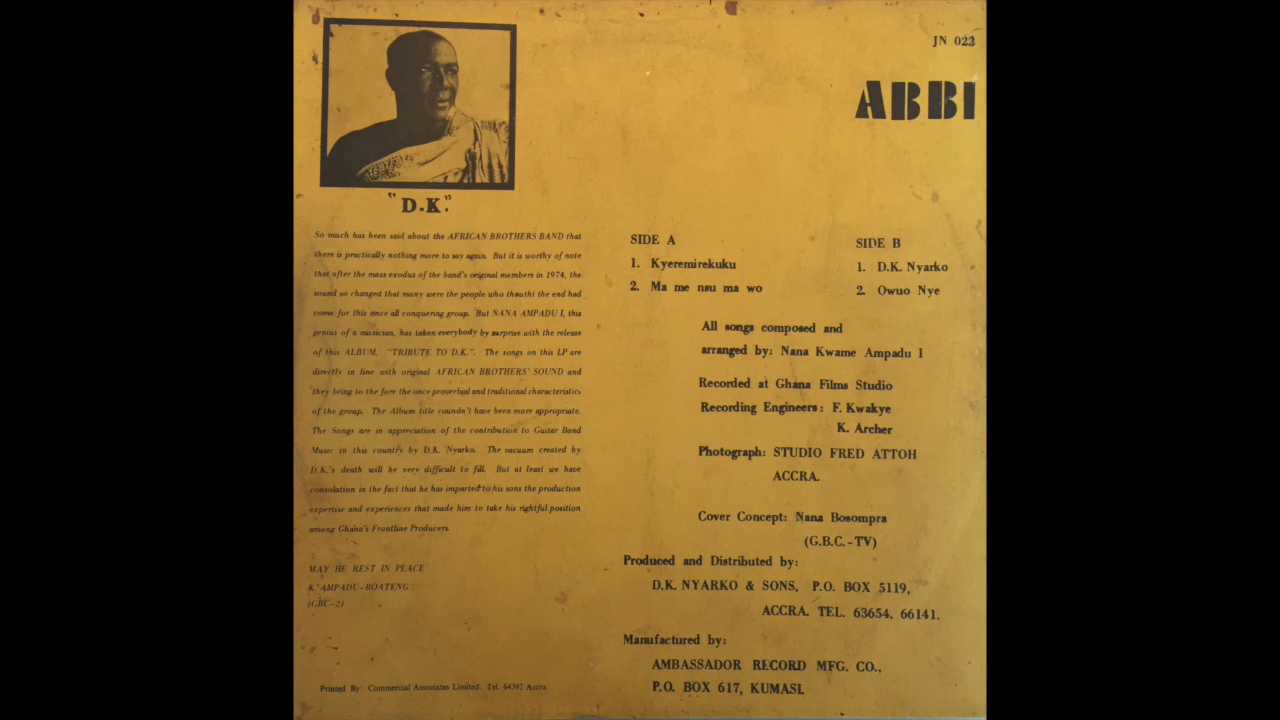 JN 022
ABBI
"D.K."
So much has been said about the AFRICAN BROTHERS BAND that
there is practically nothing more to say again. But it is worthy of note
that after the mass exodus of the band's original members in 1974, the
sound so changed that many were the people who thoutht the end had
come for this once all conquering group. But NANA AMPADU I, this
genius of a musician, has taken everybody by surprise with the release
of this ALBUM, "TRIBUTE TO D.K.". The songs on this LP are
directly in line with original AFRICAN BROTHERS' SOUND and
they bring to the fore the once proverbial and traditional characteristics
of the group. The Album title coundn't have been more appropriate.
The Songs are in appreciation of the contribution to Guitar Band
Music in this country by D.K. Nyarko. The vacuum created by
D.K.'s death will be very difficult to fill. But at least we have
consolation in the fact that he has imparted to his sons the production
expertise and experiences that made him to take his rightful position
among Ghana's Frontline Producers.
MAY HE REST IN PEACE
K. AMPADU-BOATENG
(GBC-2)
Printed By: Commercial Associates Limited. Tel. 64392 Accra
SIDE A
1. Kyeremirekuku
2. Ma me nsu ma wo
SIDE B
1. D.K. Nyarko
2. Owuo Nye
All songs composed and
arranged by: Nana Kwame Ampadu 1
Recorded at Ghana Films Studio
Recording Engineers: F. Kwakye
K. Archer
Photograph: STUDIO FRED ATTOH
ACCRA.
Cover Concept: Nana Bosompra
(G.B.C.-TV)
Produced and Distributed by:
D.K. NYARKO & SONS, P.O. BOX 5119,
ACCRA. TEL. 63654, 66141.
Manufactured by:
AMBASSADOR RECORD MFG. CO.,
P.O. BOX 617, KUMASI.